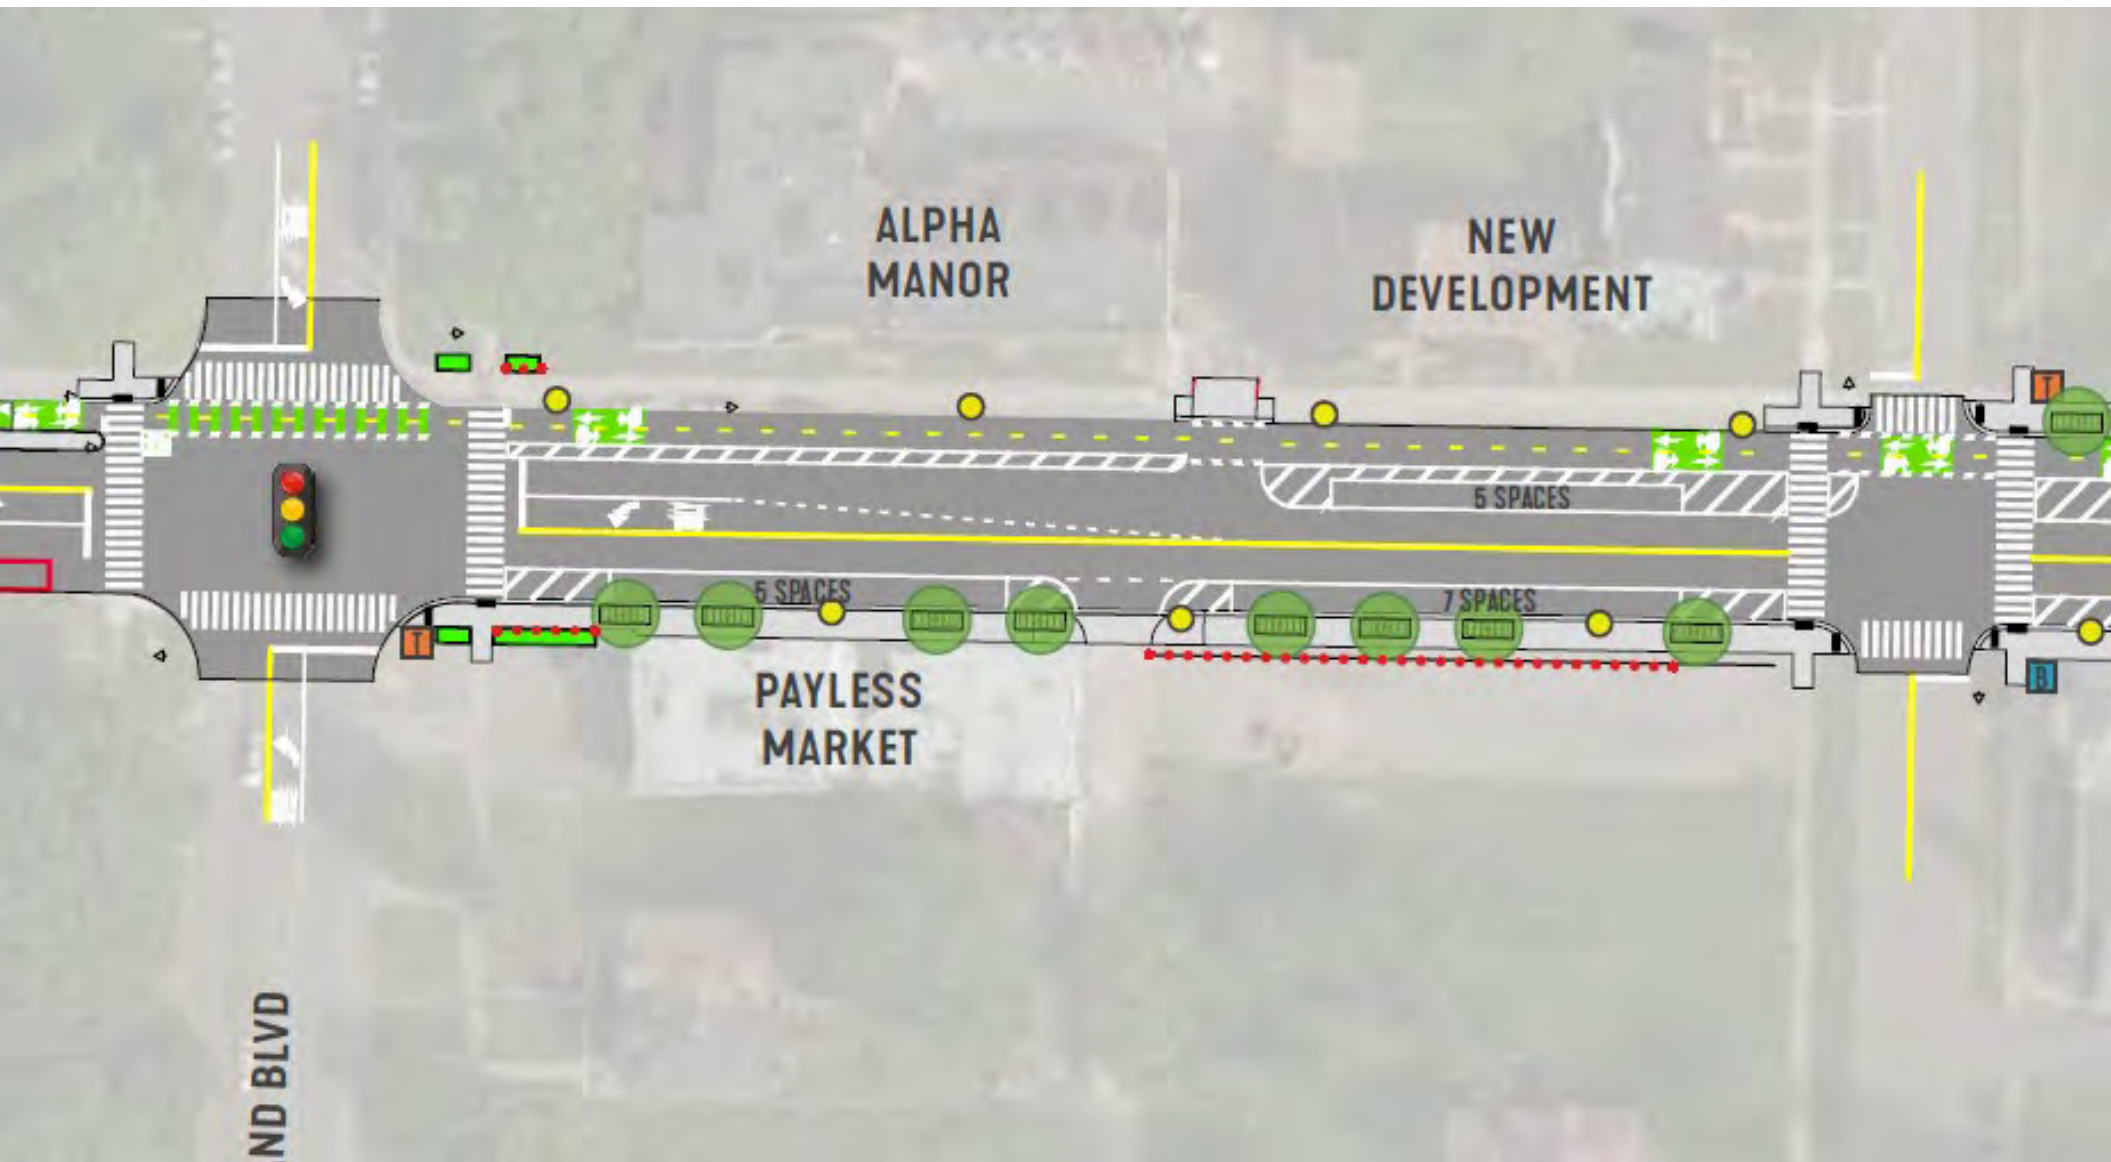 ALPHA
MANOR
NEW
DEVELOPMENT
T
5 SPACES
5 SPACES
7 SPACES
T
B
PAYLESS
MARKET
ND BLVD